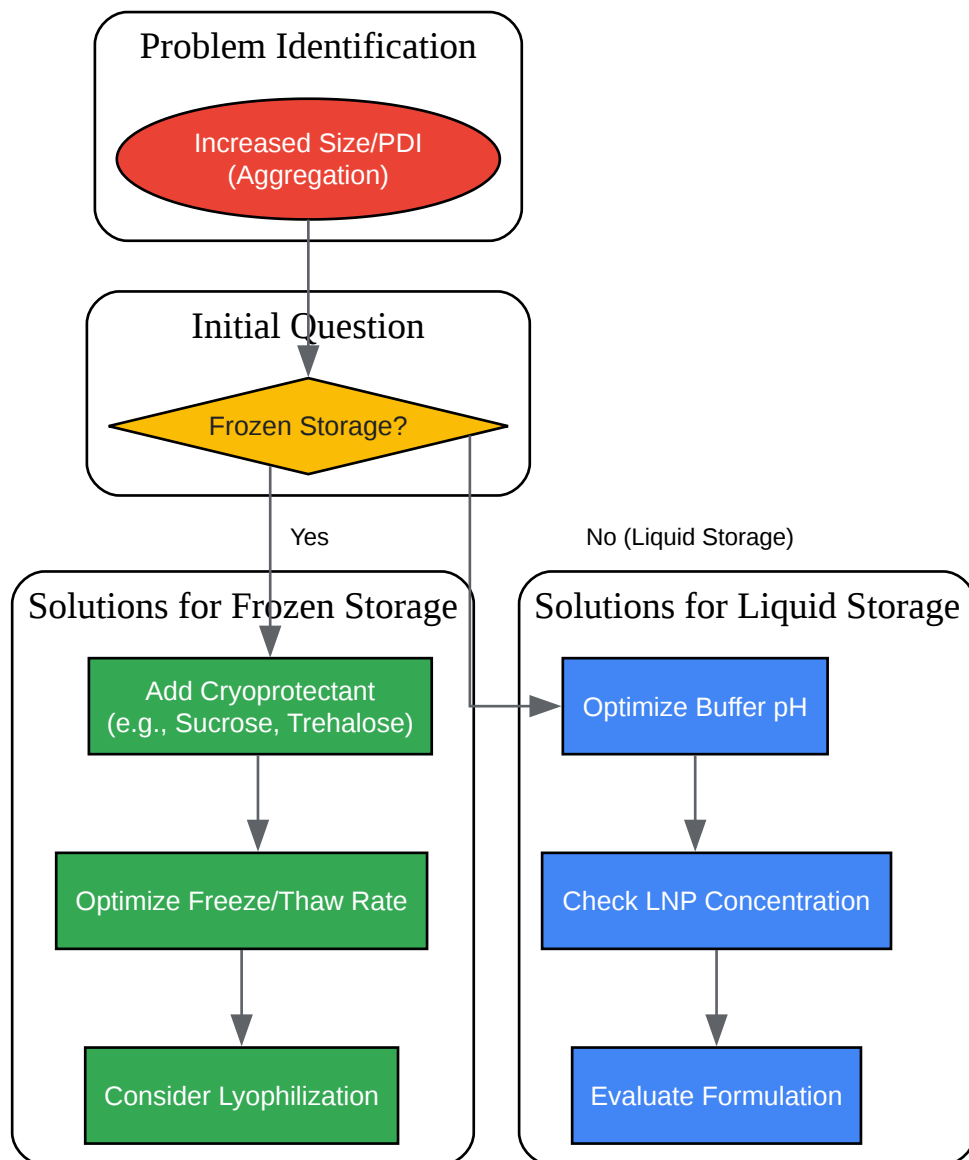 Problem Identification
Increased Size/PDI
(Aggregation)
Initial Question
Frozen Storage?
Yes
No (Liquid Storage)
Solutions for Frozen Storage
Add Cryoprotectant
(e.g., Sucrose, Trehalose)
Optimize Freeze/Thaw Rate
Consider Lyophilization
Solutions for Liquid Storage
Optimize Buffer pH
Check LNP Concentration
Evaluate Formulation